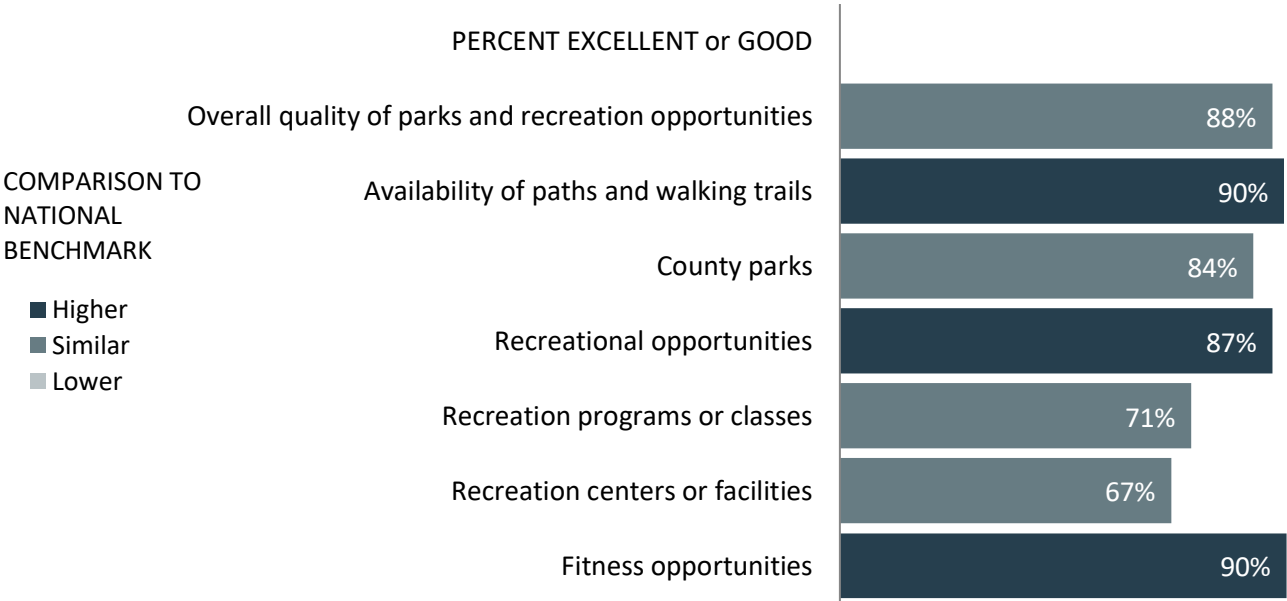 PERCENT EXCELLENT or GOOD
Overall quality of parks and recreation opportunities 88%
COMPARISON TO
NATIONAL
BENCHMARK
Higher
Similar
Lower
Availability of paths and walking trails 90%
County parks 84%
Recreational opportunities 87%
Recreation programs or classes 71%
Recreation centers or facilities 67%
Fitness opportunities 90%